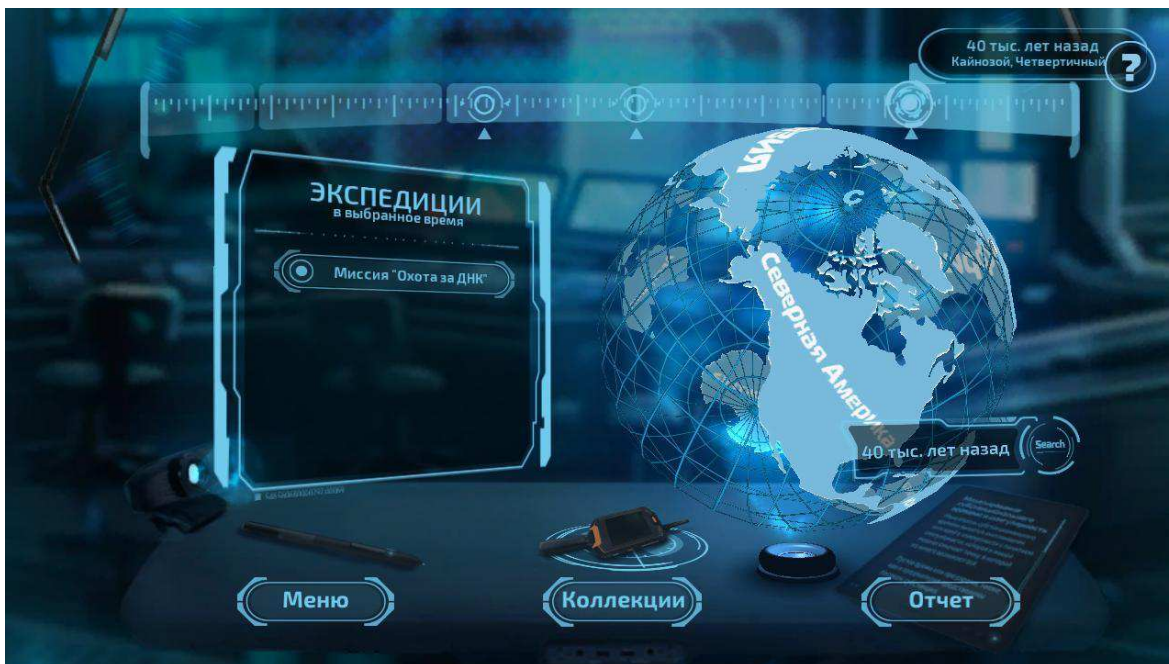 40 тыс. лет назад
Кайнозой, Четвертичный
?
ЭКСПЕДИЦИИ
в выбранное время
Миссия "Охота за ДНК"
С
Северная Америка
40 тыс. лет назад
Search
Меню
Коллекции
Отчет